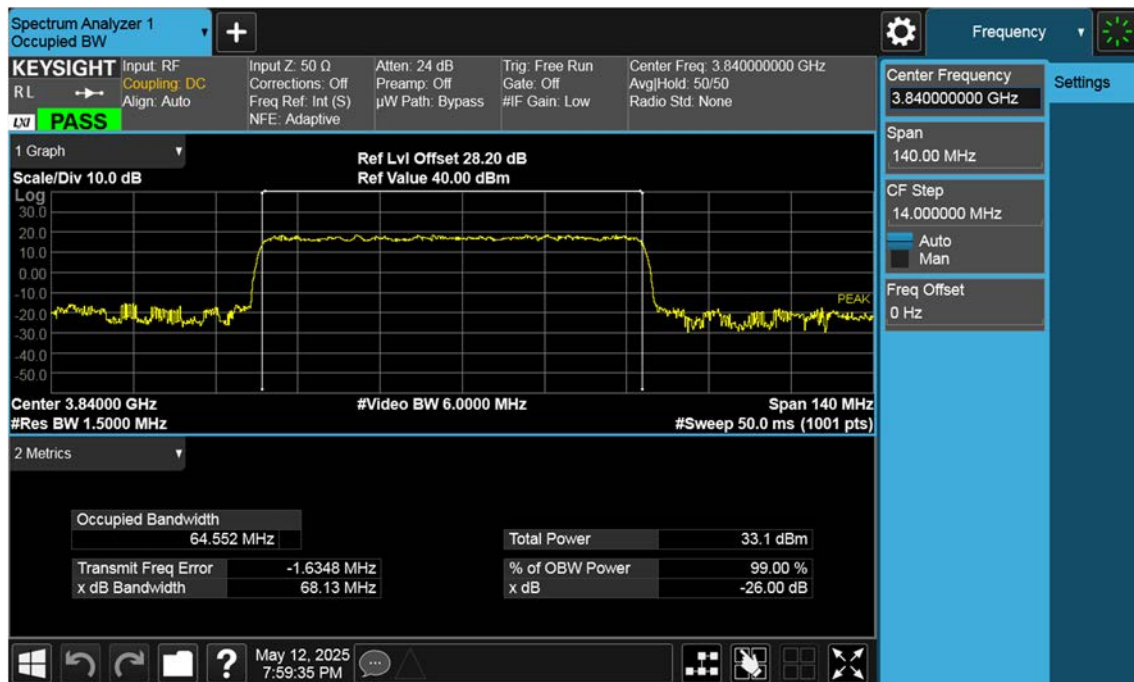 Spectrum Analyzer 1
Occupied BW
+
Frequency
KEYSIGHT
RL
LXI
PASS
Input: RF
Coupling: DC
Align: Auto
Input Z: 50 Ω
Corrections: Off
Freq Ref: Int (S)
NFE: Adaptive
Atten: 24 dB
Preamp: Off
µW Path: Bypass
Trig: Free Run
Gate: Off
#IF Gain: Low
Center Freq: 3.840000000 GHz
Avg|Hold: 50/50
Radio Std: None
Center Frequency
3.840000000 GHz
Settings
Span
140.00 MHz
CF Step
14.000000 MHz
Auto
Man
Freq Offset
0 Hz
1 Graph
Scale/Div 10.0 dB
Ref Lvl Offset 28.20 dB
Ref Value 40.00 dBm
Log
30.0
20.0
10.0
0.00
-10.0
-20.0
-30.0
-40.0
-50.0
PEAK
Center 3.84000 GHz
#Video BW 6.0000 MHz
Span 140 MHz
#Res BW 1.5000 MHz
#Sweep 50.0 ms (1001 pts)
2 Metrics
Occupied Bandwidth
64.552 MHz
Total Power 33.1 dBm
Transmit Freq Error -1.6348 MHz
% of OBW Power 99.00 %
x dB Bandwidth 68.13 MHz
x dB -26.00 dB
?
May 12, 2025
7:59:35 PM